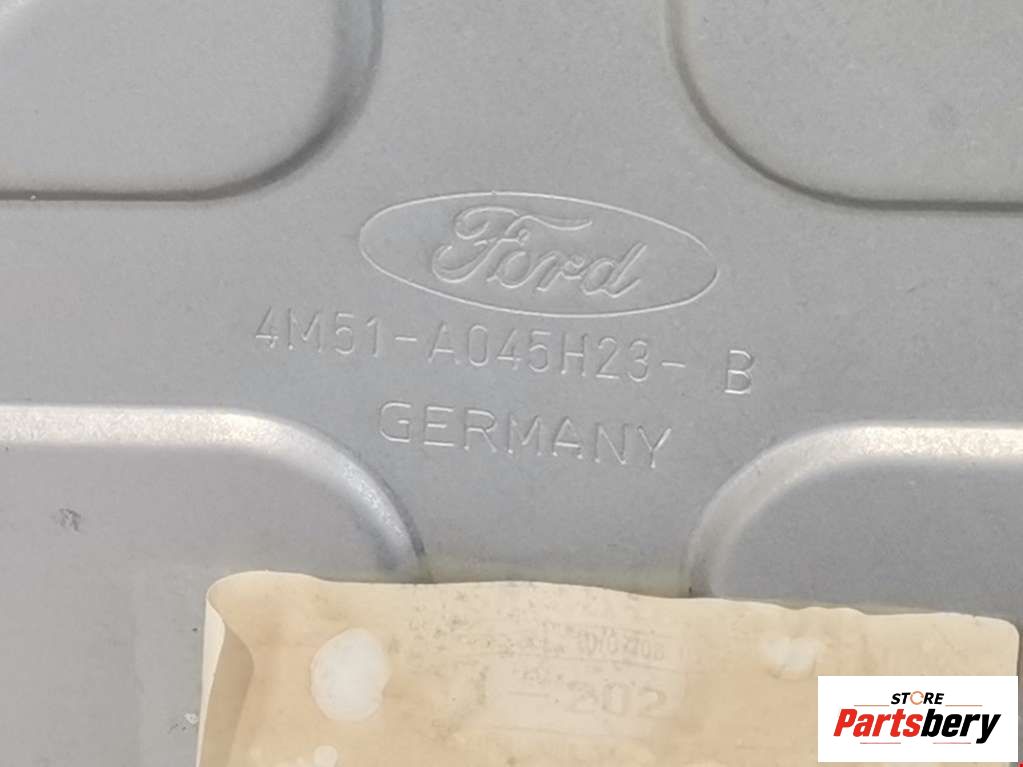 Ford
4M51-A045H23- B
GERMANY
202
STORE
Partsbery